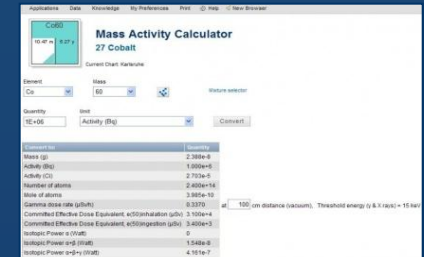 Applications Data Knowledge My Preferences Print Help New Browser
Co60
10.47 m 5.27 y
Mass Activity Calculator
27 Cobalt
Current Chart: Karlsruhe
Element Mass
Co 60 Nuclide selector
Quantity Unit
1E+06 Activity (Bq) Convert
Convert to Quantity
Mass (g) 2.388e-8
Activity (Bq) 1.000e+6
Activity (Ci) 2.703e-5
Number of atoms 2.400e+14
Mole of atoms 3.985e-10
Gamma dose rate (µSv/h) 0.3370 at 100 cm distance (vacuum), Threshold energy (γ & X rays) = 15 keV
Committed Effective Dose Equivalent, e(50)inhalation (µSv) 3.100e+4
Committed Effective Dose Equivalent, e(50)ingestion (µSv) 3.400e+3
Isotopic Power α (Watt) 0
Isotopic Power α+β (Watt) 1.548e-8
Isotopic Power α+β+γ (Watt) 4.161e-7